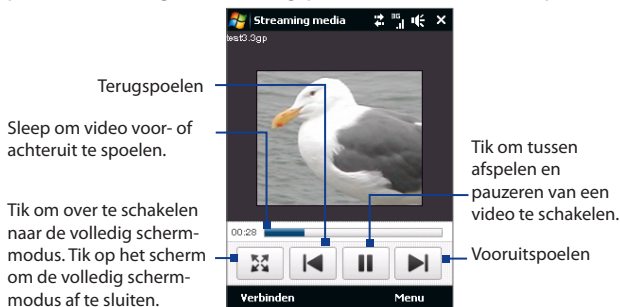 Streaming media
test3.3gp
Terugspoelen
Sleep om video voor- of
achteruit te spoelen.
Tik om tussen
afspelen en
pauzeren van een
video te schakelen.
Tik om over te schakelen
naar de volledig scherm-
modus. Tik op het scherm
om de volledig scherm-
modus af te sluiten.
00:28
Vooruitspoelen
Verbinden
Menu